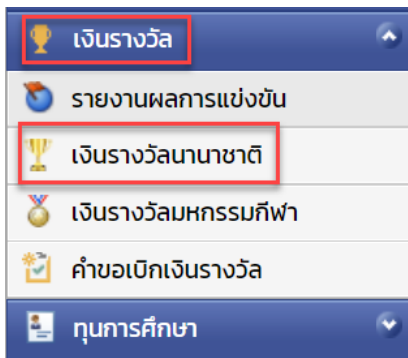 เงินรางวัล
รายงานผลการแข่งขัน
เงินรางวัลนานาชาติ
เงินรางวัลมหกรรมกีฬา
คำขอเบิกเงินรางวัล
ทุนการศึกษา